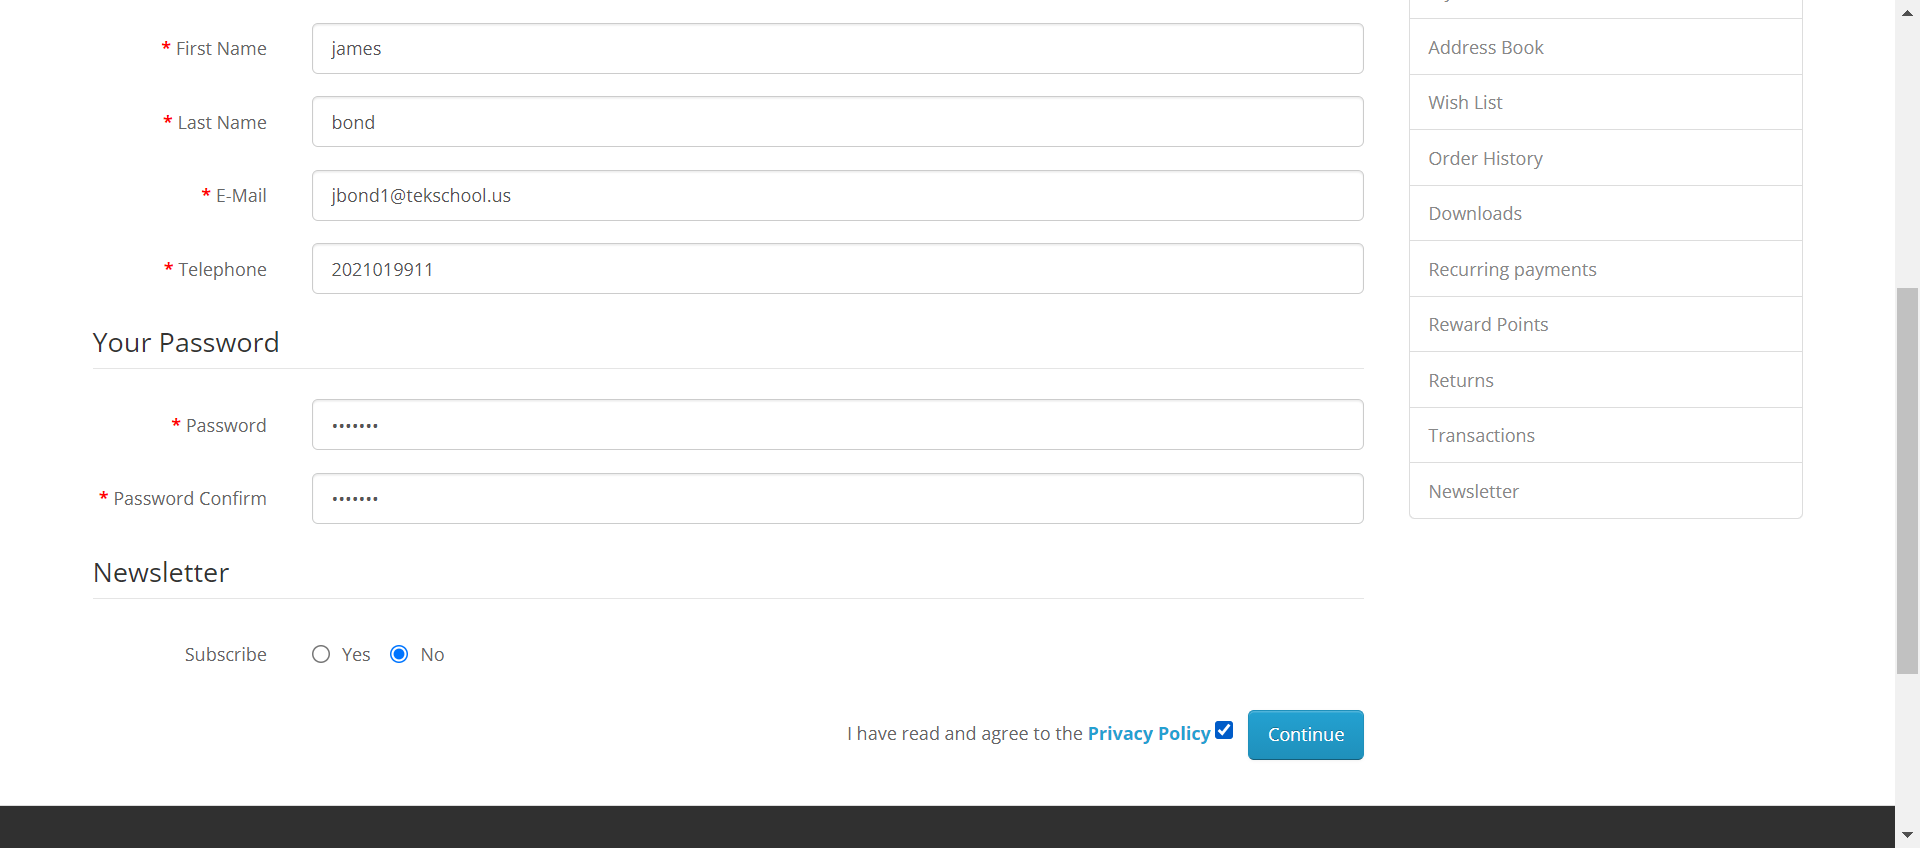 * First Name james
* Last Name bond
* E-Mail jbond1@tekschool.us
* Telephone 2021019911
Your Password
* Password •••••••
* Password Confirm •••••••
Newsletter
Subscribe Yes No
I have read and agree to the Privacy Policy Continue
Address Book
Wish List
Order History
Downloads
Recurring payments
Reward Points
Returns
Transactions
Newsletter